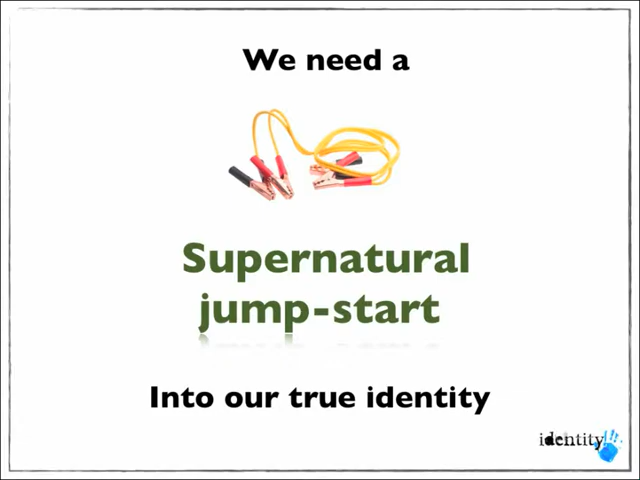 We need a
Supernatural
jump-start
Into our true identity
identity